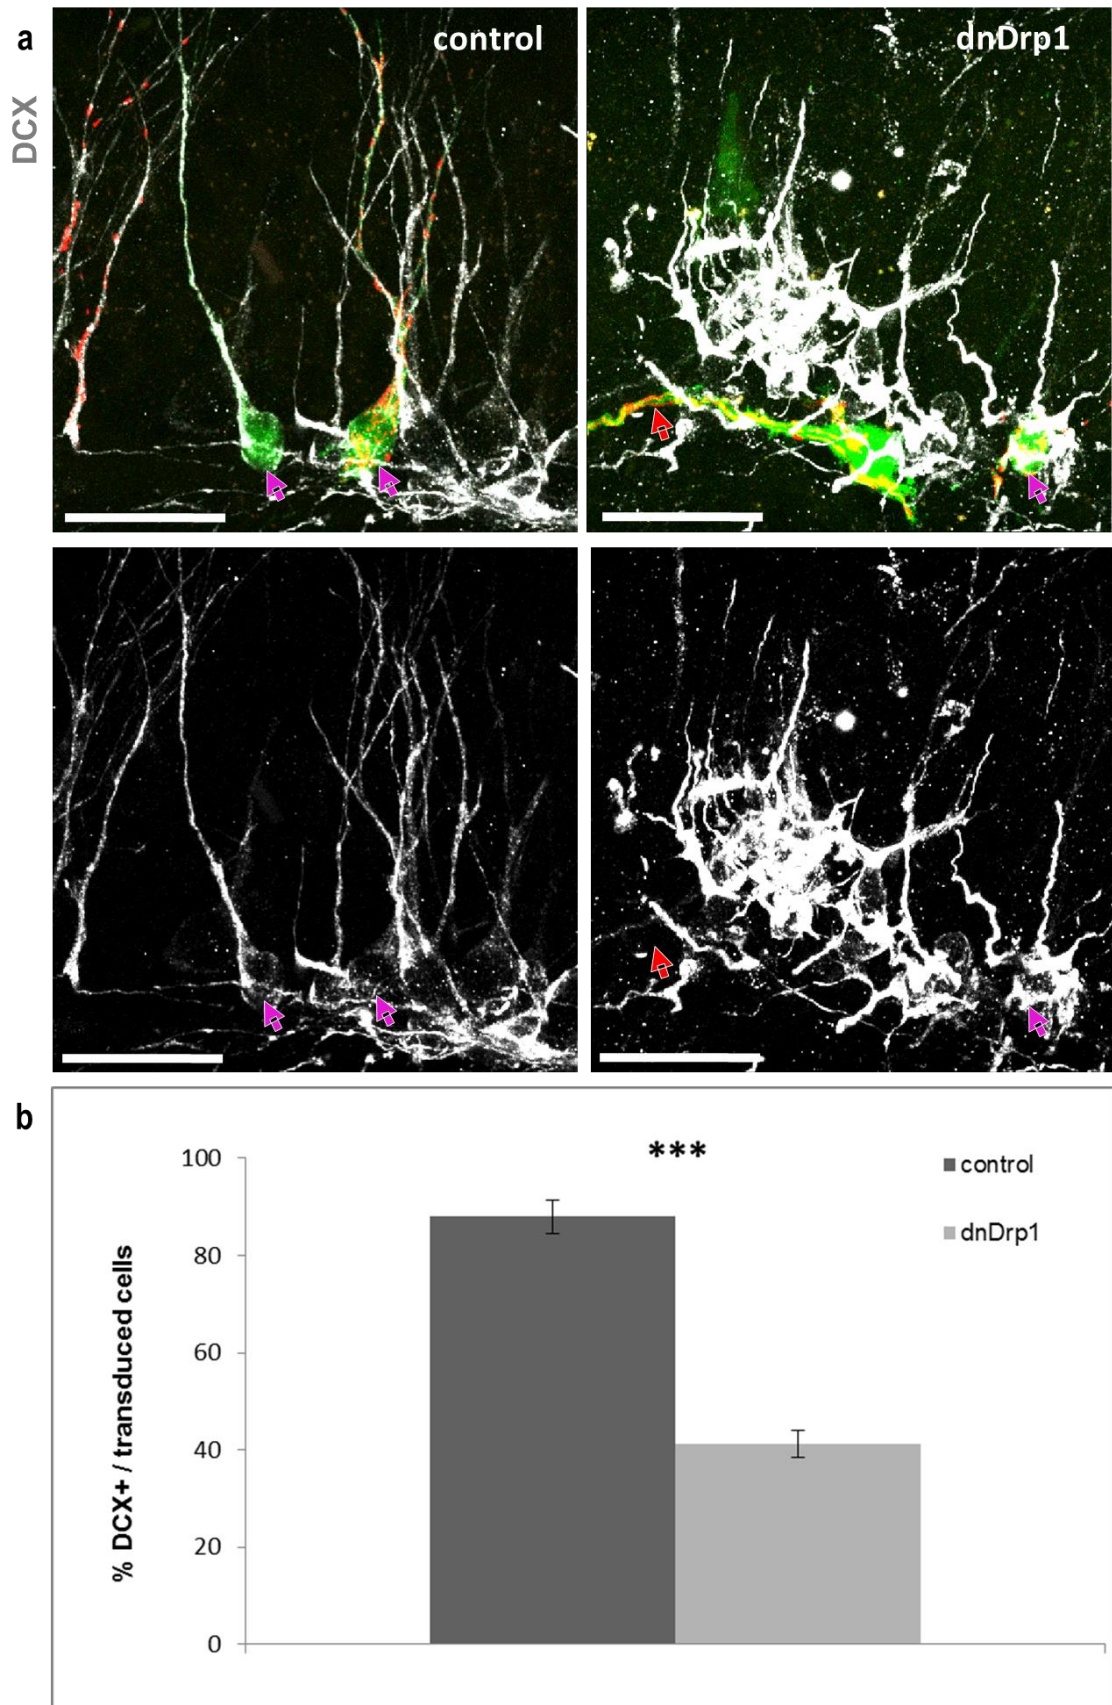 a
control
dnDrp1
DCX
b
***
100
80
60
40
20
0
% DCX+ / transduced cells
control
dnDrp1